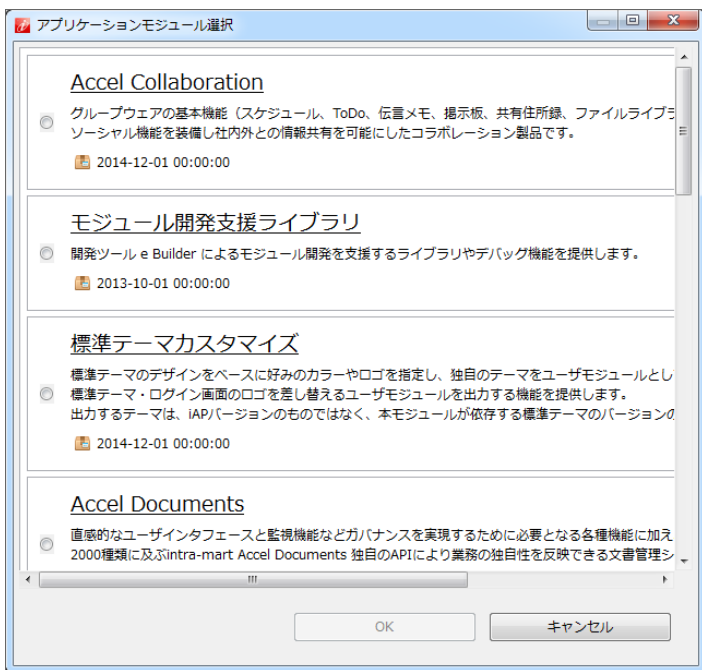 アプリケーションモジュール選択
Accel Collaboration
グループウェアの基本機能（スケジュール、ToDo、伝言メモ、掲示板、共有住所録、ファイルライブラ
ソーシャル機能を装備し社内外との情報共有を可能にしたコラボレーション製品です。
2014-12-01 00:00:00
モジュール開発支援ライブラリ
開発ツール e Builder によるモジュール開発を支援するライブラリやデバッグ機能を提供します。
2013-10-01 00:00:00
標準テーマカスタマイズ
標準テーマのデザインをベースに好みのカラーやロゴを指定し、独自のテーマをユーザモジュールとし
標準テーマ・ログイン画面のロゴを差し替えるユーザモジュールを出力する機能を提供します。
出力するテーマは、iAPバージョンのものではなく、本モジュールが依存する標準テーマのバージョンの
2014-12-01 00:00:00
Accel Documents
直感的なユーザインタフェースと監視機能などガバナンスを実現するために必要となる各種機能に加え
2000種類に及ぶintra-mart Accel Documents 独自のAPIにより業務の独自性を反映できる文書管理シ
OK
キャンセル